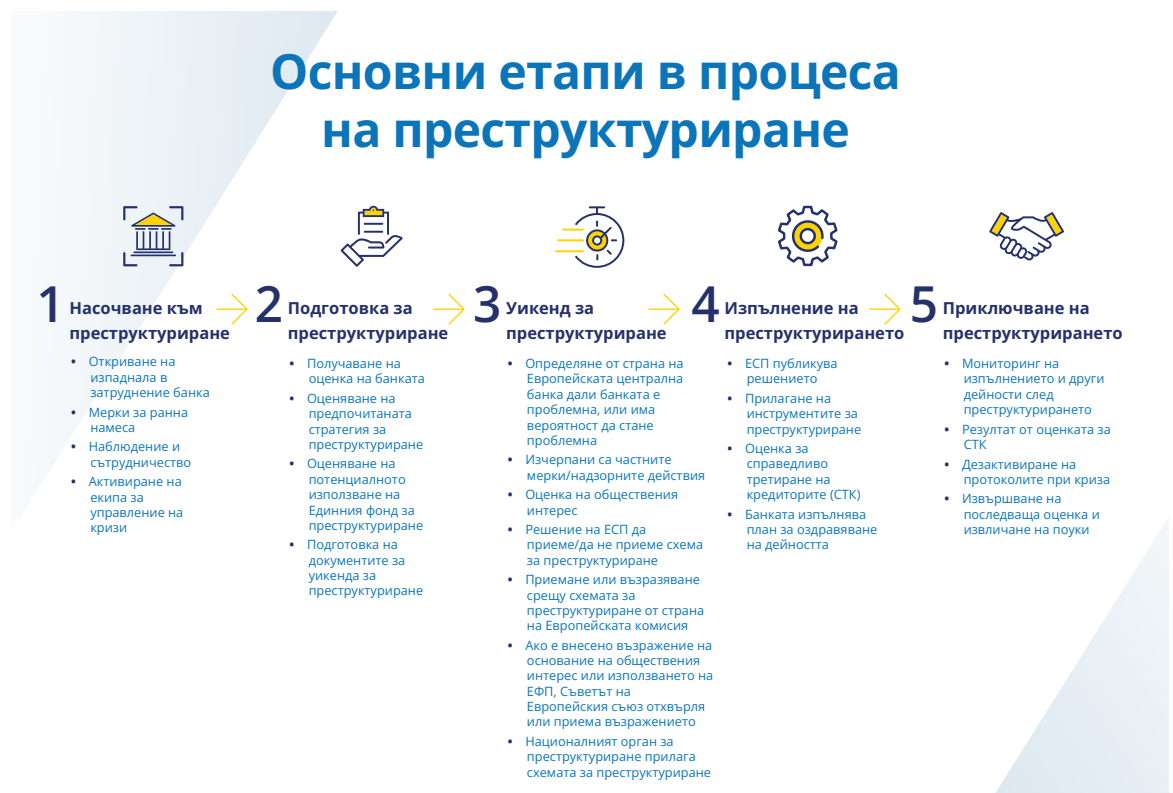 Основни етапи в процеса
на преструктуриране
1 Насочване към
преструктуриране
• Откриване на
изпаднала в
затруднение банка
• Мерки за ранна
намеса
• Наблюдение и
сътрудничество
• Активиране на
екипа за
управление на
кризи
2 Подготовка за
преструктуриране
• Получаване на
оценка на банката
• Оценяване на
предпочитаната
стратегия за
преструктуриране
• Оценяване на
потенциалното
използване на
Единния фонд за
преструктуриране
• Подготовка на
документите за
уикенда за
преструктуриране
3 Уикенд за
преструктуриране
• Определяне от страна на
Европейската централна
банка дали банката е
проблемна, или има
вероятност да стане
проблемна
• Изчерпани са частните
мерки/надзорните действия
• Оценка на обществения
интерес
• Решение на ЕСП да
приеме/да не приеме схема
за преструктуриране
• Приемане или възразяване
срещу схемата за
преструктуриране от страна
на Европейската комисия
• Ако е внесено възражение на
основание на обществения
интерес или използването на
ЕФП, Съветът на
Европейския съюз отхвърля
или приема възражението
• Националният орган за
преструктуриране прилага
схемата за преструктуриране
4 Изпълнение на
преструктурирането
• ЕСП публикува
решението
• Прилагане на
инструментите за
преструктуриране
• Оценка за
справедливо
третиране на
кредиторите (СТК)
• Банката изпълнява
план за оздравяване
на дейността
5 Приключване на
преструктурирането
• Мониторинг на
изпълнението и други
дейности след
преструктурирането
• Резултат от оценката за
СТК
• Дезактивиране на
протоколите при криза
• Извършване на
последваща оценка и
извличане на поуки